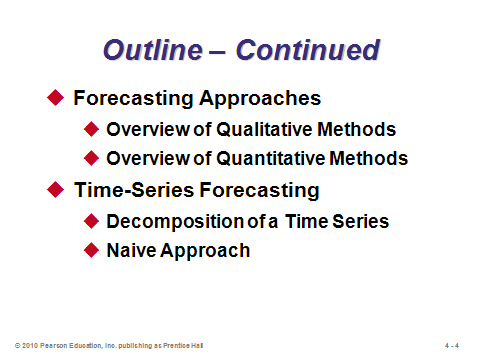 Outline – Continued
Forecasting Approaches
Overview of Qualitative Methods
Overview of Quantitative Methods
Time-Series Forecasting
Decomposition of a Time Series
Naive Approach
© 2010 Pearson Education, Inc. publishing as Prentice Hall
4 - 4